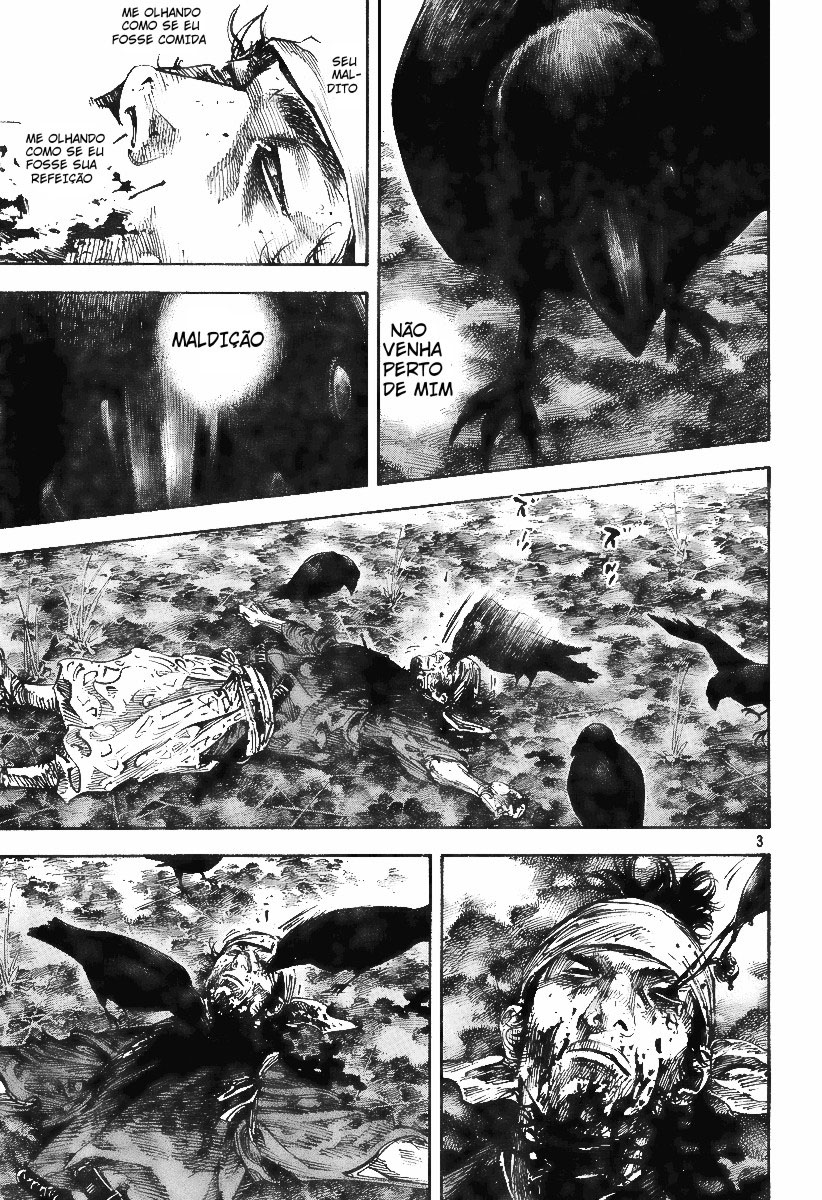 NÃO
VENHA
PERTO
DE MIM
SEU
MAL-
DITO
ME OLHANDO
COMO SE EU
FOSSE COMIDA
ME OLHANDO
COMO SE EU
FOSSE SUA
REFEIÇÃO
MALDIÇÃO
3